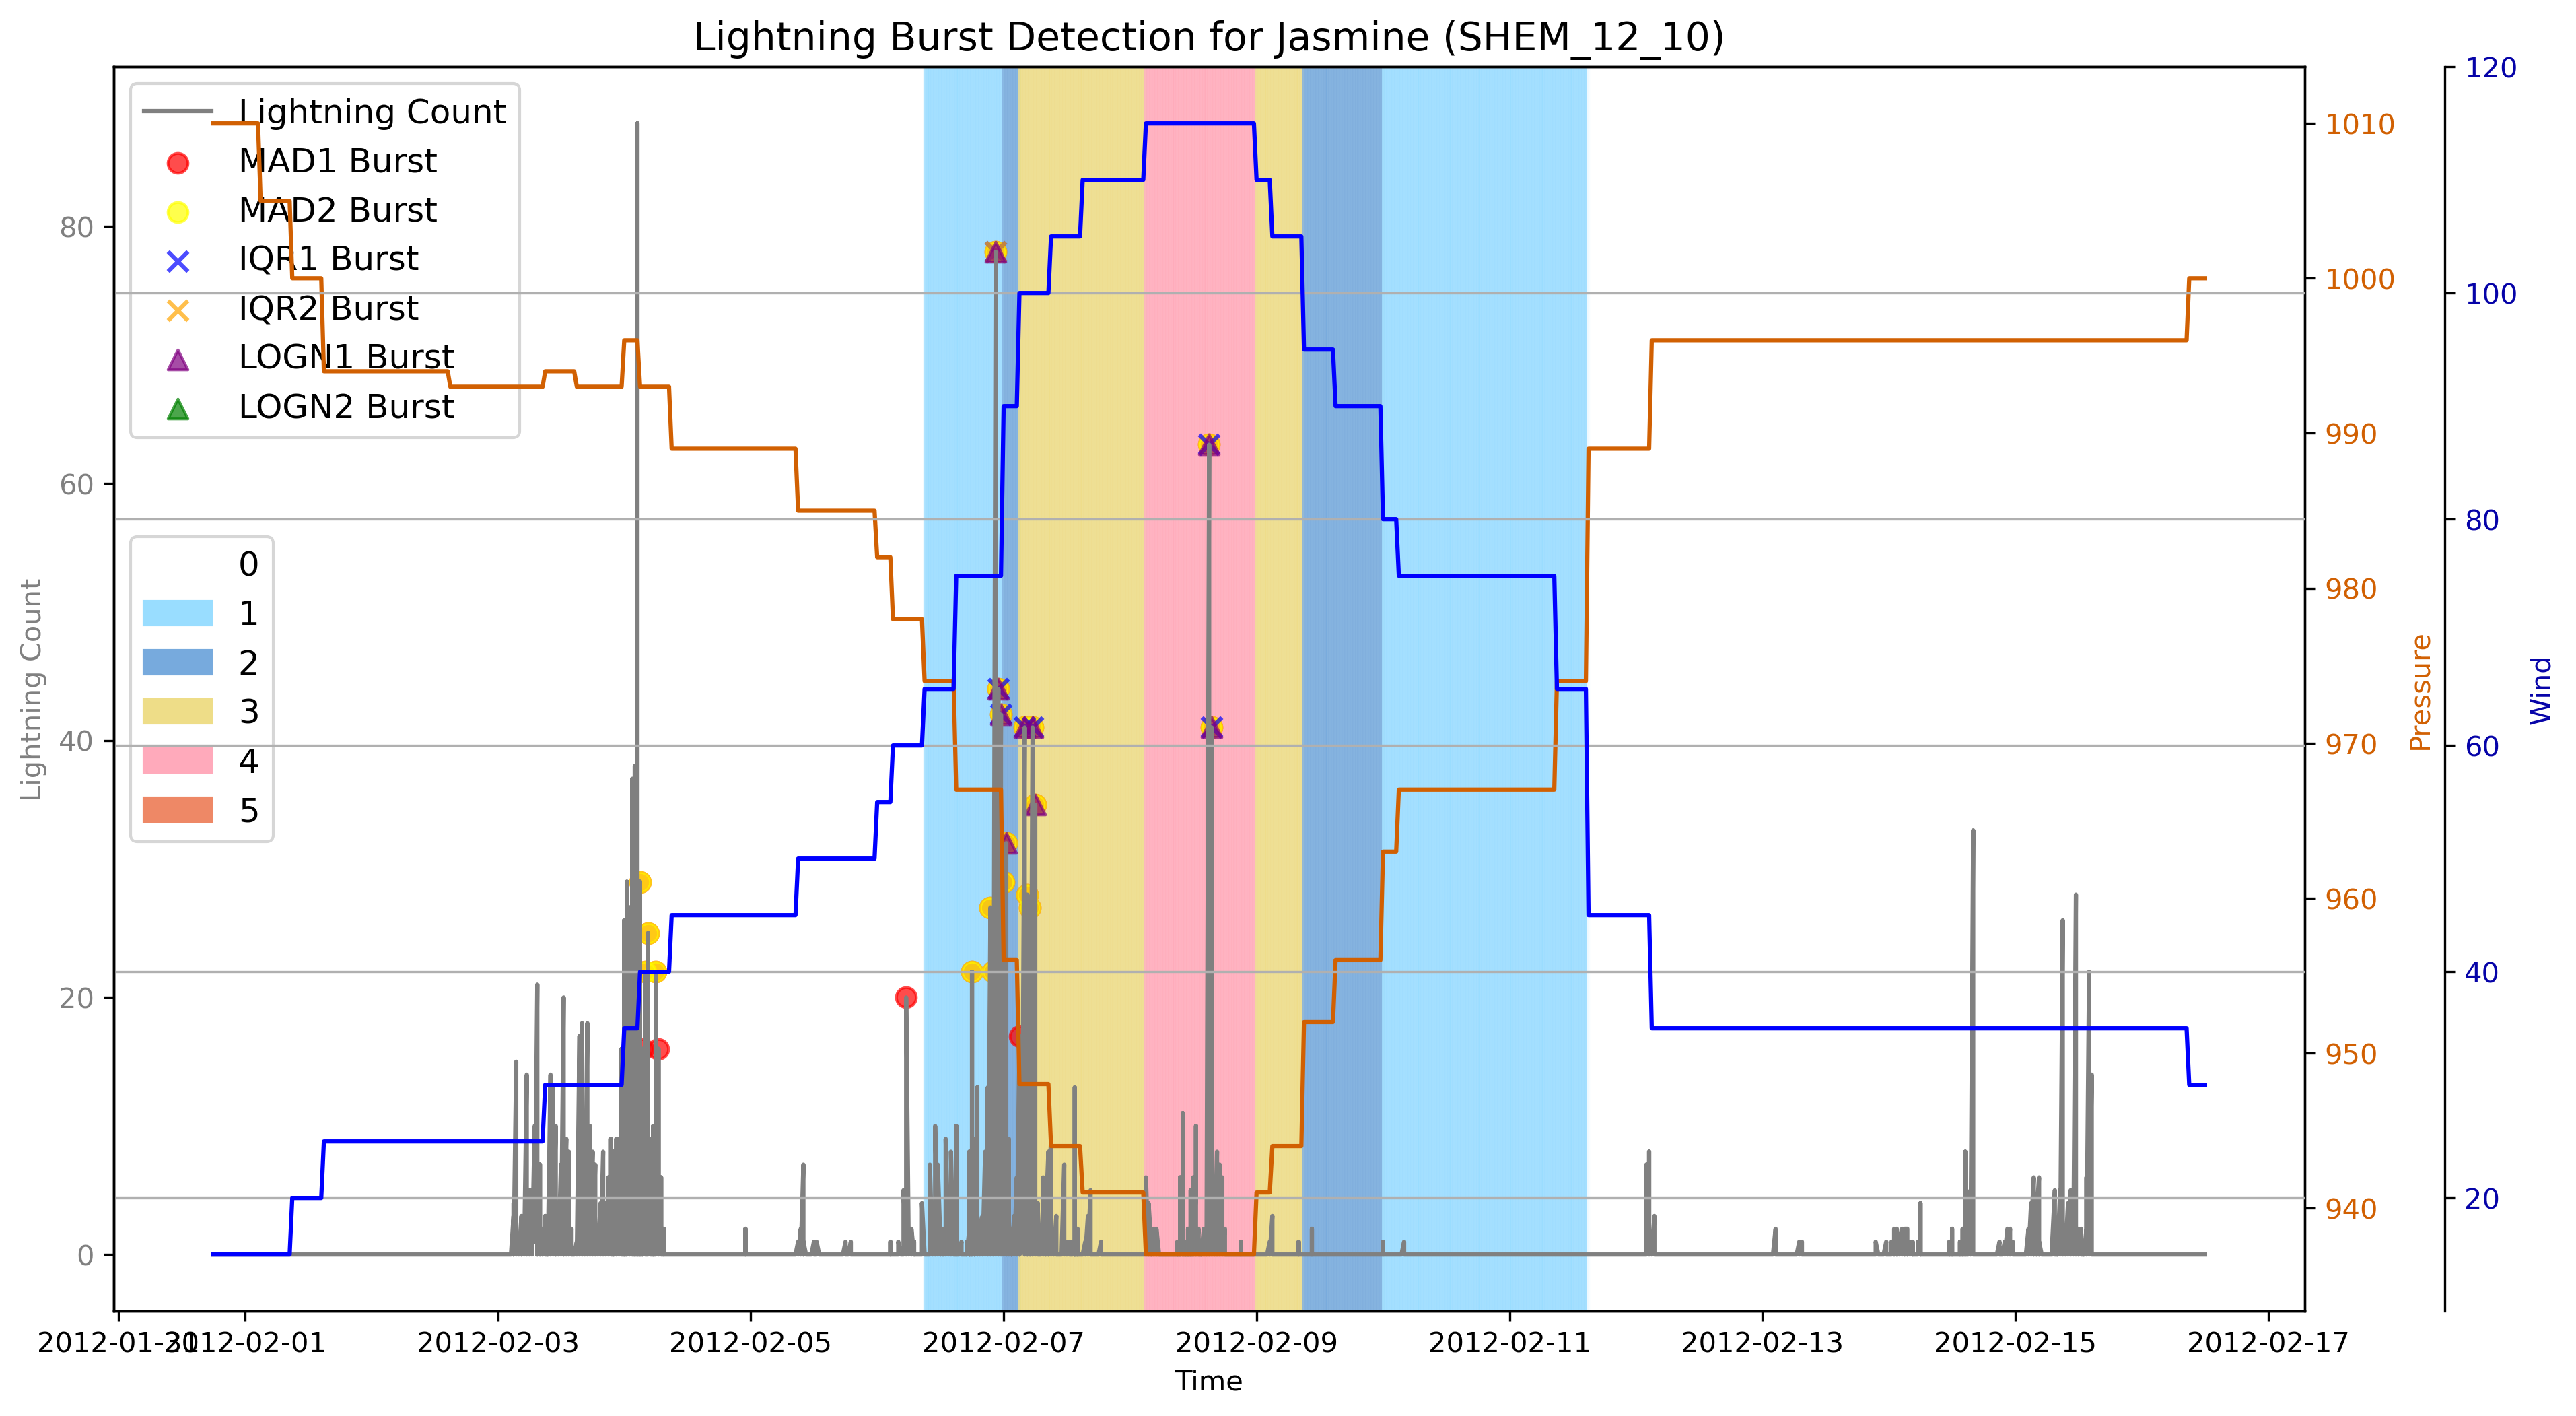 Lightning Burst Detection for Jasmine (SHEM_12_10)
Lightning Count
MAD1 Burst
MAD2 Burst
IQR1 Burst
IQR2 Burst
LOGN1 Burst
LOGN2 Burst
0
1
2
3
4
5
Lightning Count
80
60
40
20
0
1010
1000
990
980
970
960
950
940
Pressure
120
100
80
60
40
20
Wind
2012-01-31
2012-02-01
2012-02-03
2012-02-05
2012-02-07
2012-02-09
2012-02-11
2012-02-13
2012-02-15
2012-02-17
Time